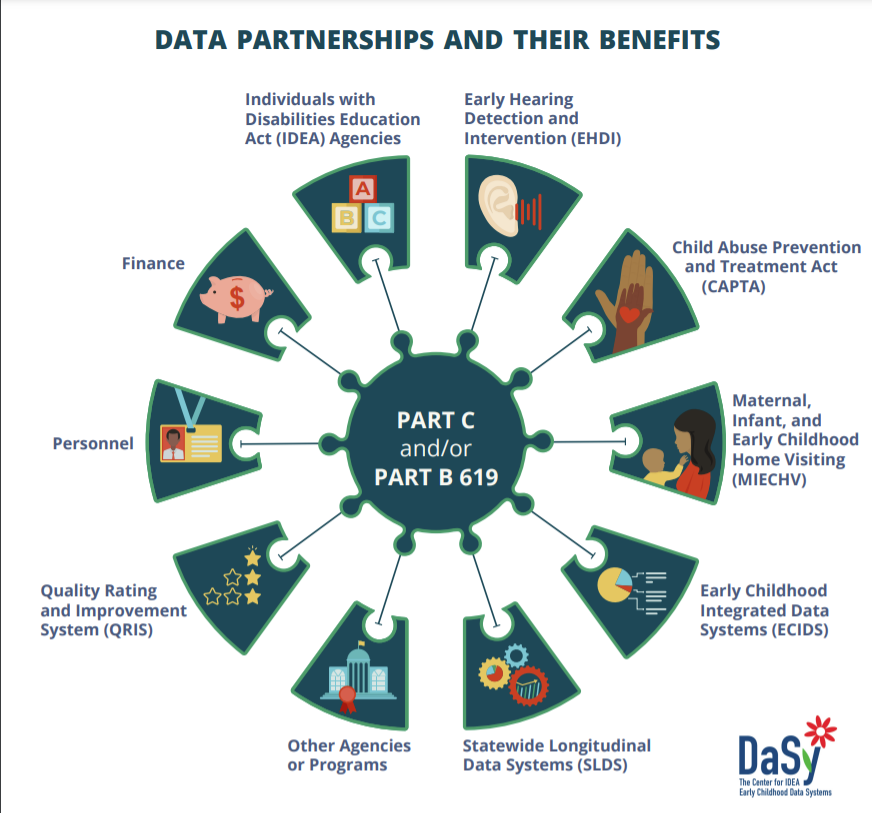 DATA PARTNERSHIPS AND THEIR BENEFITS
Individuals with
Disabilities Education
Act (IDEA) Agencies
Early Hearing
Detection and
Intervention (EHDI)
A
B C
Finance
$
Child Abuse Prevention
and Treatment Act
(CAPTA)
Personnel
PART C
and/or
PART B 619
Maternal,
Infant, and
Early Childhood
Home Visiting
(MIECHV)
Quality Rating
and Improvement
System (QRIS)
Early Childhood
Integrated Data
Systems (ECIDS)
Other Agencies
or Programs
Statewide Longitudinal
Data Systems (SLDS)
DaSy
The Center for IDEA
Early Childhood Data Systems